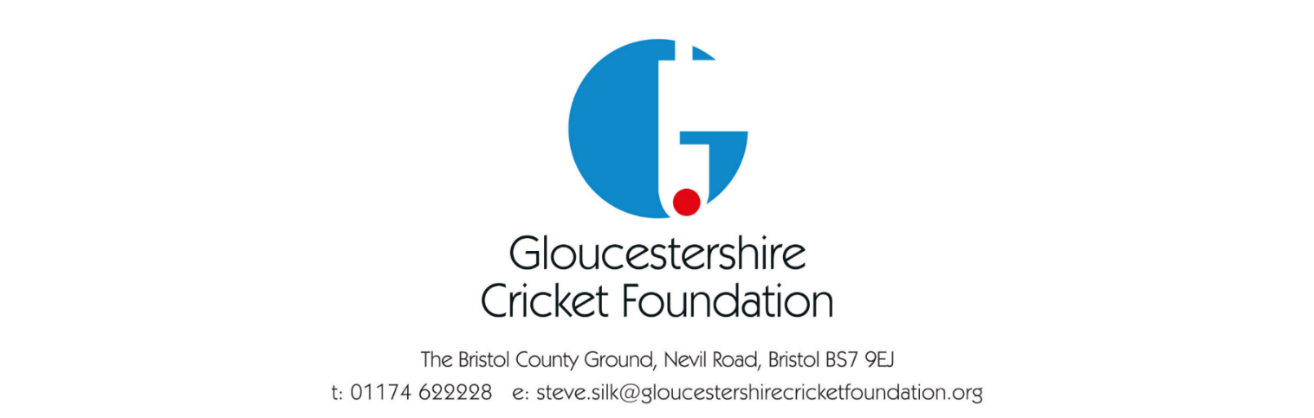 Gloucestershire
Cricket Foundation
The Bristol County Ground, Nevil Road, Bristol BS7 9EJ
t: 01174 622228 e: steve.silk@gloucestershirecricketfoundation.org